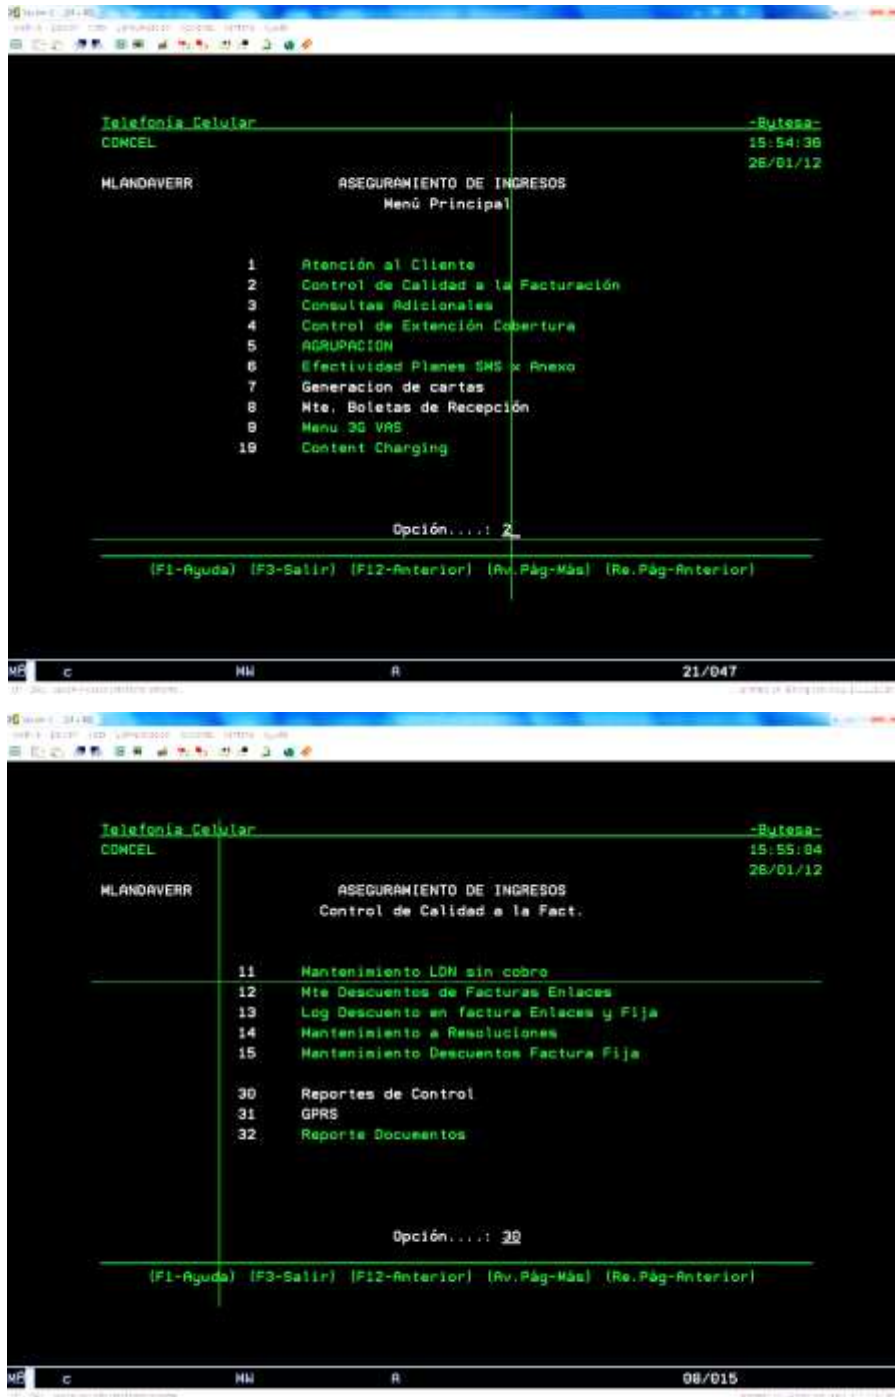 Telefonía Celular -Bytesa-
COMCEL 15:54:36
26/01/12
MLANDAVERR ASEGURAMIENTO DE INGRESOS
Menú Principal
1 Atención al Cliente
2 Control de Calidad a la Facturación
3 Consultas Adicionales
4 Control de Extención Cobertura
5 AGRUPACION
6 Efectividad Planes SMS x Anexo
7 Generacion de cartas
8 Mte. Boletas de Recepción
9 Menu 3G VAS
10 Content Charging
Opción....: 2
(F1-Ayuda) (F3-Salir) (F12-Anterior) (Av.Pág-Más) (Re.Pág-Anterior)
MA c MW A 21/047
Telefonía Celular -Bytesa-
COMCEL 15:55:04
26/01/12
MLANDAVERR ASEGURAMIENTO DE INGRESOS
Control de Calidad a la Fact.
11 Mantenimiento LDN sin cobro
12 Mte Descuentos de Facturas Enlaces
13 Log Descuento en factura Enlaces y Fija
14 Mantenimiento a Resoluciones
15 Mantenimiento Descuentos Factura Fija
30 Reportes de Control
31 GPRS
32 Reporte Documentos
Opción....: 30
(F1-Ayuda) (F3-Salir) (F12-Anterior) (Av.Pág-Más) (Re.Pág-Anterior)
MA c MW A 08/015